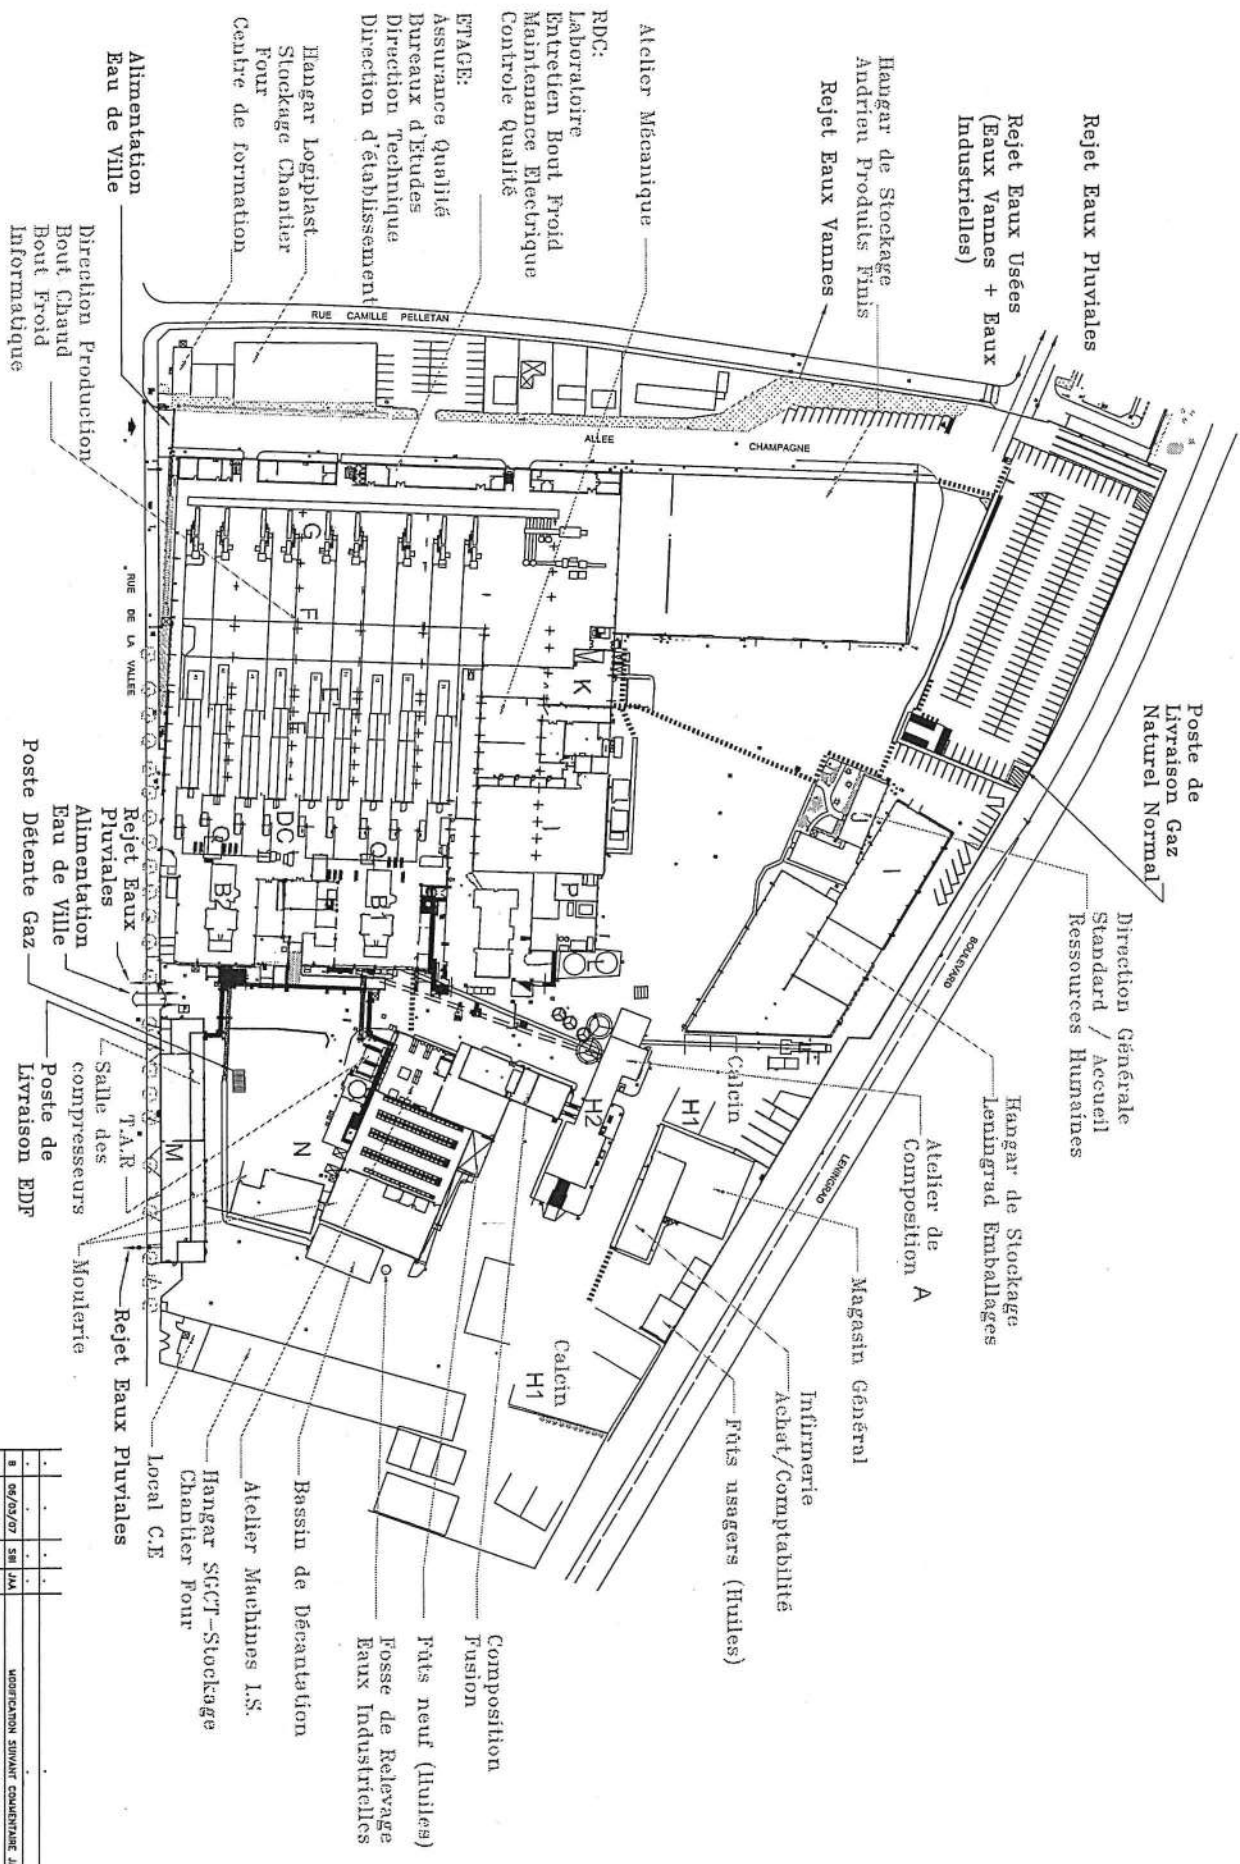 Rejet Eaux Pluviales
Rejet Eaux Usées
(Eaux Vannes + Eaux
Industrielles)
Hangar de Stockage
Andrieu Produits Finis
Rejet Eaux Vannes
Atelier Mécanique
RDC:
Laboratoire
Entretien Bout Froid
Maintenance Electrique
Controle Qualité
ETAGE:
Assurance Qualité
Bureaux d'Etudes
Direction Technique
Direction d'établissement
Hangar Logiplast
Stockage Chantier
Four
Centre de formation
Alimentation
Eau de Ville
Direction Production
Bout Chaud
Bout Froid
Informatique
RUE CAMILLE PELLETAN
ALLEE CHAMPAGNE
RUE DE LA VALLEE
BOULEVARD LENINGRAD
Poste de
Livraison Gaz
Naturel Normal
Direction Générale
Standard / Accueil
Ressources Humaines
Hangar de Stockage
Leningrad Emballages
Atelier de
Composition A
Magasin Général
Infirmerie
Achat/Comptabilité
Fûts usagers (Huiles)
G
F
E
E
K
J
I
DC
C
C
B2
B1
P
L
J
I
Calcin
H1
H2
N
M
Calcin
H1
Rejet Eaux
Pluviales
Alimentation
Eau de Ville
Poste Détente Gaz
Poste de
Livraison EDF
Salle des
compresseurs
T.A.R
Moulerie
Rejet Eaux Pluviales
Local C.E
Hangar SGCT-Stockage
Chantier Four
Atelier Machines I.S.
Bassin de Décantation
Fosse de Relevage
Eaux Industrielles
Fûts neuf (Huiles)
Composition
Fusion
B 06/03/07 SBI JAA MODIFICATION SUIVANT COMMENTAIRE